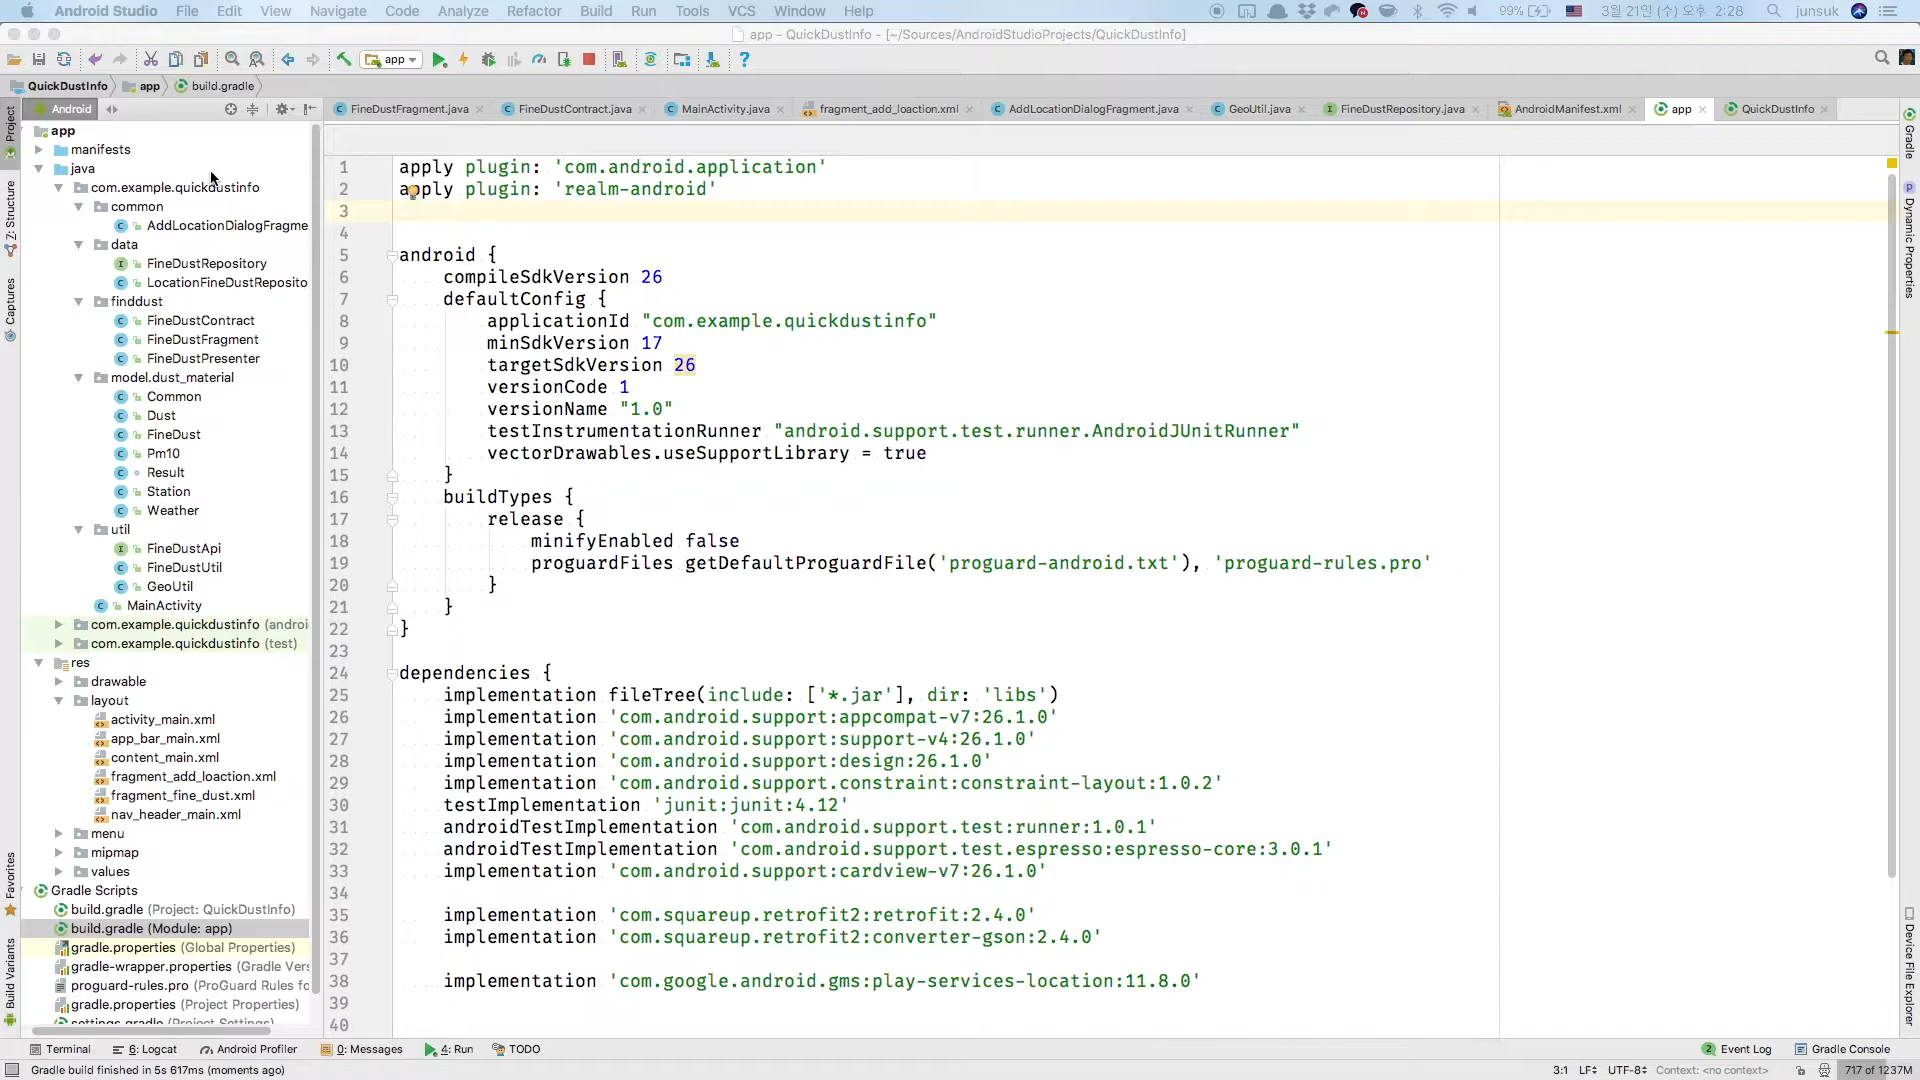 Android Studio File Edit View Navigate Code Analyze Refactor Build Run Tools VCS Window Help 99% 3월 21일 (수) 오후 2:28 junsuk
app - QuickDustInfo - [~/Sources/AndroidStudioProjects/QuickDustInfo]
app
QuickDustInfo app build.gradle
Android
FineDustFragment.java FineDustContract.java MainActivity.java fragment_add_loaction.xml AddLocationDialogFragment.java GeoUtil.java FineDustRepository.java AndroidManifest.xml app QuickDustInfo
Project
Z: Structure
Captures
Favorites
Build Variants
app
manifests
java
com.example.quickdustinfo
common
AddLocationDialogFragme
data
FineDustRepository
LocationFineDustReposito
finddust
FineDustContract
FineDustFragment
FineDustPresenter
model.dust_material
Common
Dust
FineDust
Pm10
Result
Station
Weather
util
FineDustApi
FineDustUtil
GeoUtil
MainActivity
com.example.quickdustinfo (androi
com.example.quickdustinfo (test)
res
drawable
layout
activity_main.xml
app_bar_main.xml
content_main.xml
fragment_add_loaction.xml
fragment_fine_dust.xml
nav_header_main.xml
menu
mipmap
values
Gradle Scripts
build.gradle (Project: QuickDustInfo)
build.gradle (Module: app)
gradle.properties (Global Properties)
gradle-wrapper.properties (Gradle Vers
proguard-rules.pro (ProGuard Rules fo
gradle.properties (Project Properties)
settings.gradle (Project Settings)
1 apply plugin: 'com.android.application'
2 apply plugin: 'realm-android'
3
4
5 android {
6 compileSdkVersion 26
7 defaultConfig {
8 applicationId "com.example.quickdustinfo"
9 minSdkVersion 17
10 targetSdkVersion 26
11 versionCode 1
12 versionName "1.0"
13 testInstrumentationRunner "android.support.test.runner.AndroidJUnitRunner"
14 vectorDrawables.useSupportLibrary = true
15 }
16 buildTypes {
17 release {
18 minifyEnabled false
19 proguardFiles getDefaultProguardFile('proguard-android.txt'), 'proguard-rules.pro'
20 }
21 }
22 }
23
24 dependencies {
25 implementation fileTree(include: ['*.jar'], dir: 'libs')
26 implementation 'com.android.support:appcompat-v7:26.1.0'
27 implementation 'com.android.support:support-v4:26.1.0'
28 implementation 'com.android.support:design:26.1.0'
29 implementation 'com.android.support.constraint:constraint-layout:1.0.2'
30 testImplementation 'junit:junit:4.12'
31 androidTestImplementation 'com.android.support.test:runner:1.0.1'
32 androidTestImplementation 'com.android.support.test.espresso:espresso-core:3.0.1'
33 implementation 'com.android.support:cardview-v7:26.1.0'
34
35 implementation 'com.squareup.retrofit2:retrofit:2.4.0'
36 implementation 'com.squareup.retrofit2:converter-gson:2.4.0'
37
38 implementation 'com.google.android.gms:play-services-location:11.8.0'
39
40
Gradle
Dynamic Properties
Device File Explorer
Terminal 6: Logcat Android Profiler 0: Messages 4: Run TODO 2 Event Log Gradle Console
Gradle build finished in 5s 617ms (moments ago) 3:1 LF UTF-8 Context: <no context> 717 of 1237M